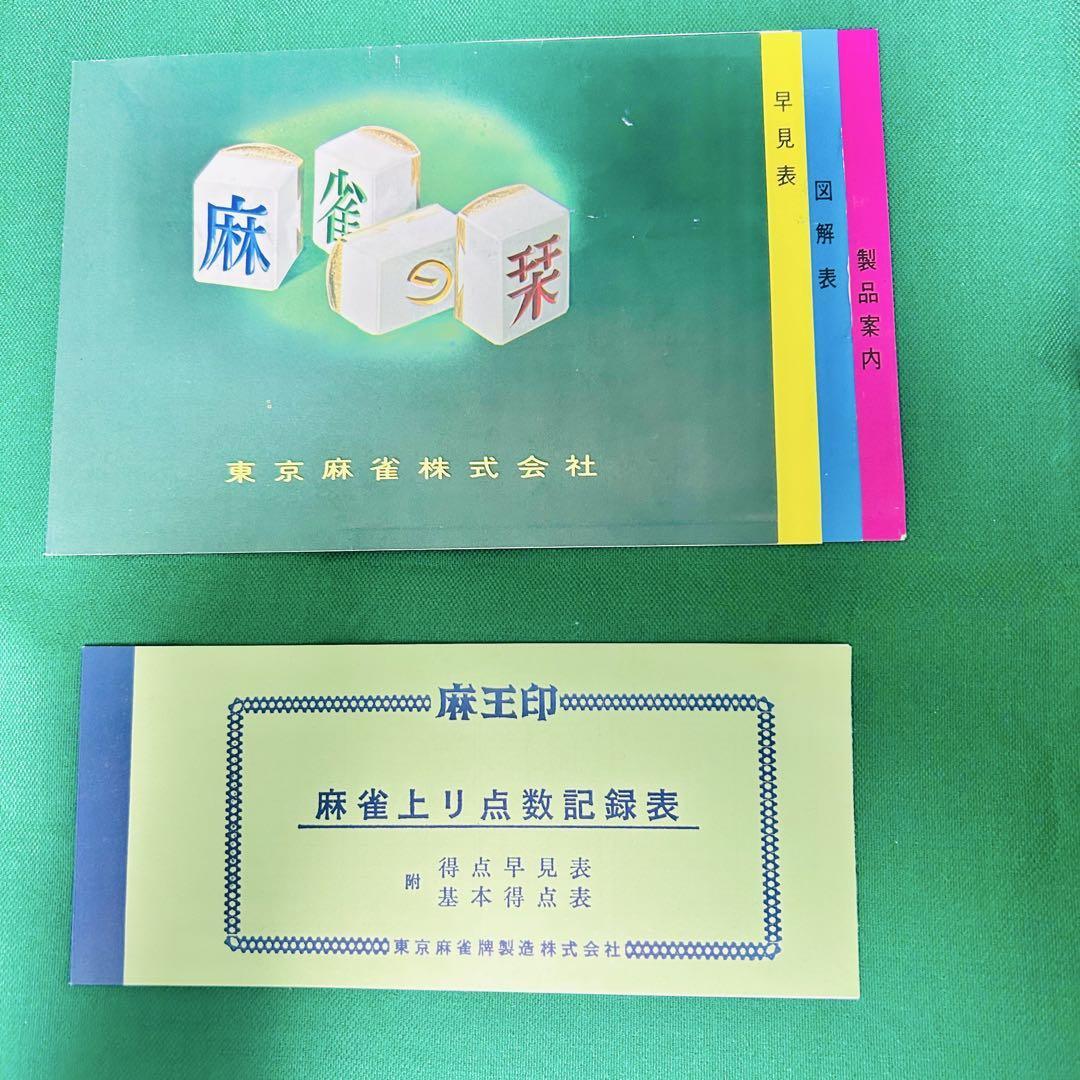 麻雀の栞
東京麻雀株式会社
早見表
図解表
製品案内
麻王印
麻雀上リ点数記録表
附 得点早見表
基本得点表
東京麻雀牌製造株式会社